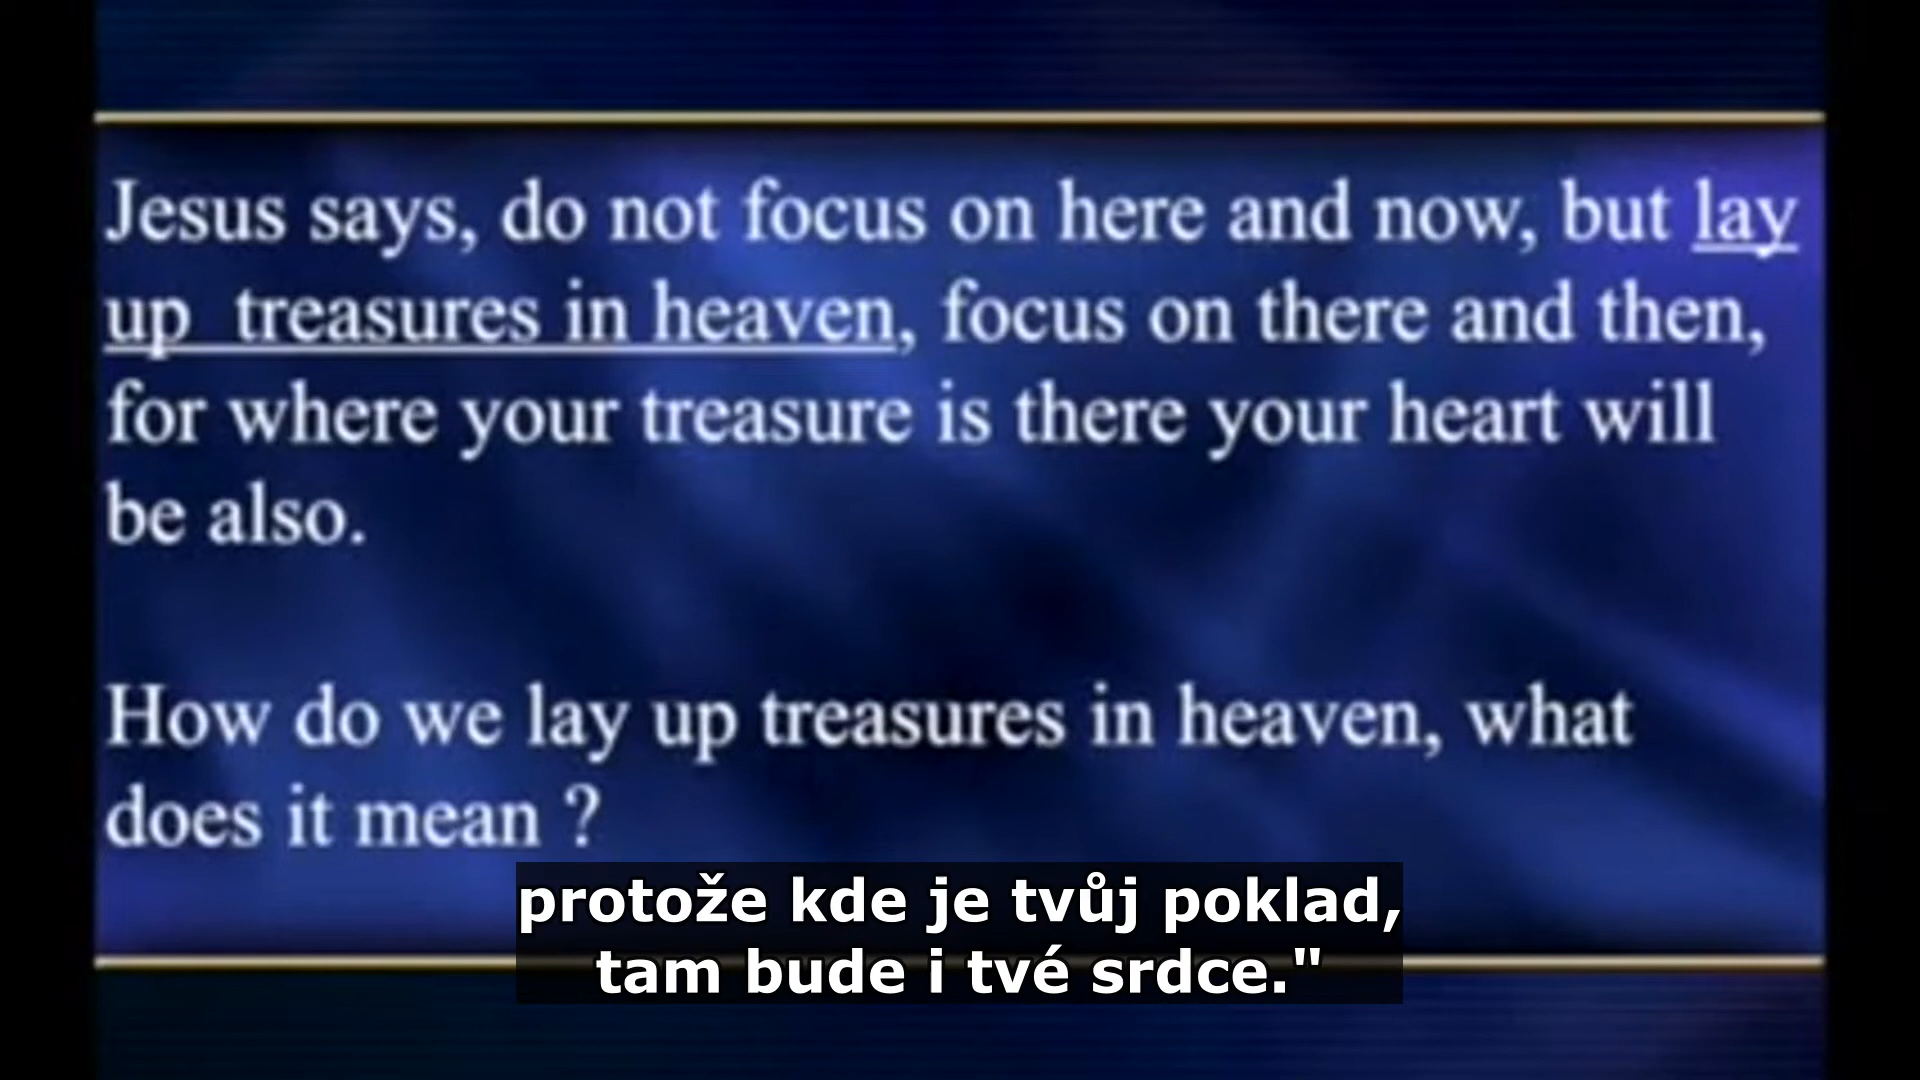 Jesus says, do not focus on here and now, but lay
up treasures in heaven, focus on there and then,
for where your treasure is there your heart will
be also.
How do we lay up treasures in heaven, what
does it mean ?
protože kde je tvůj poklad,
tam bude i tvé srdce."